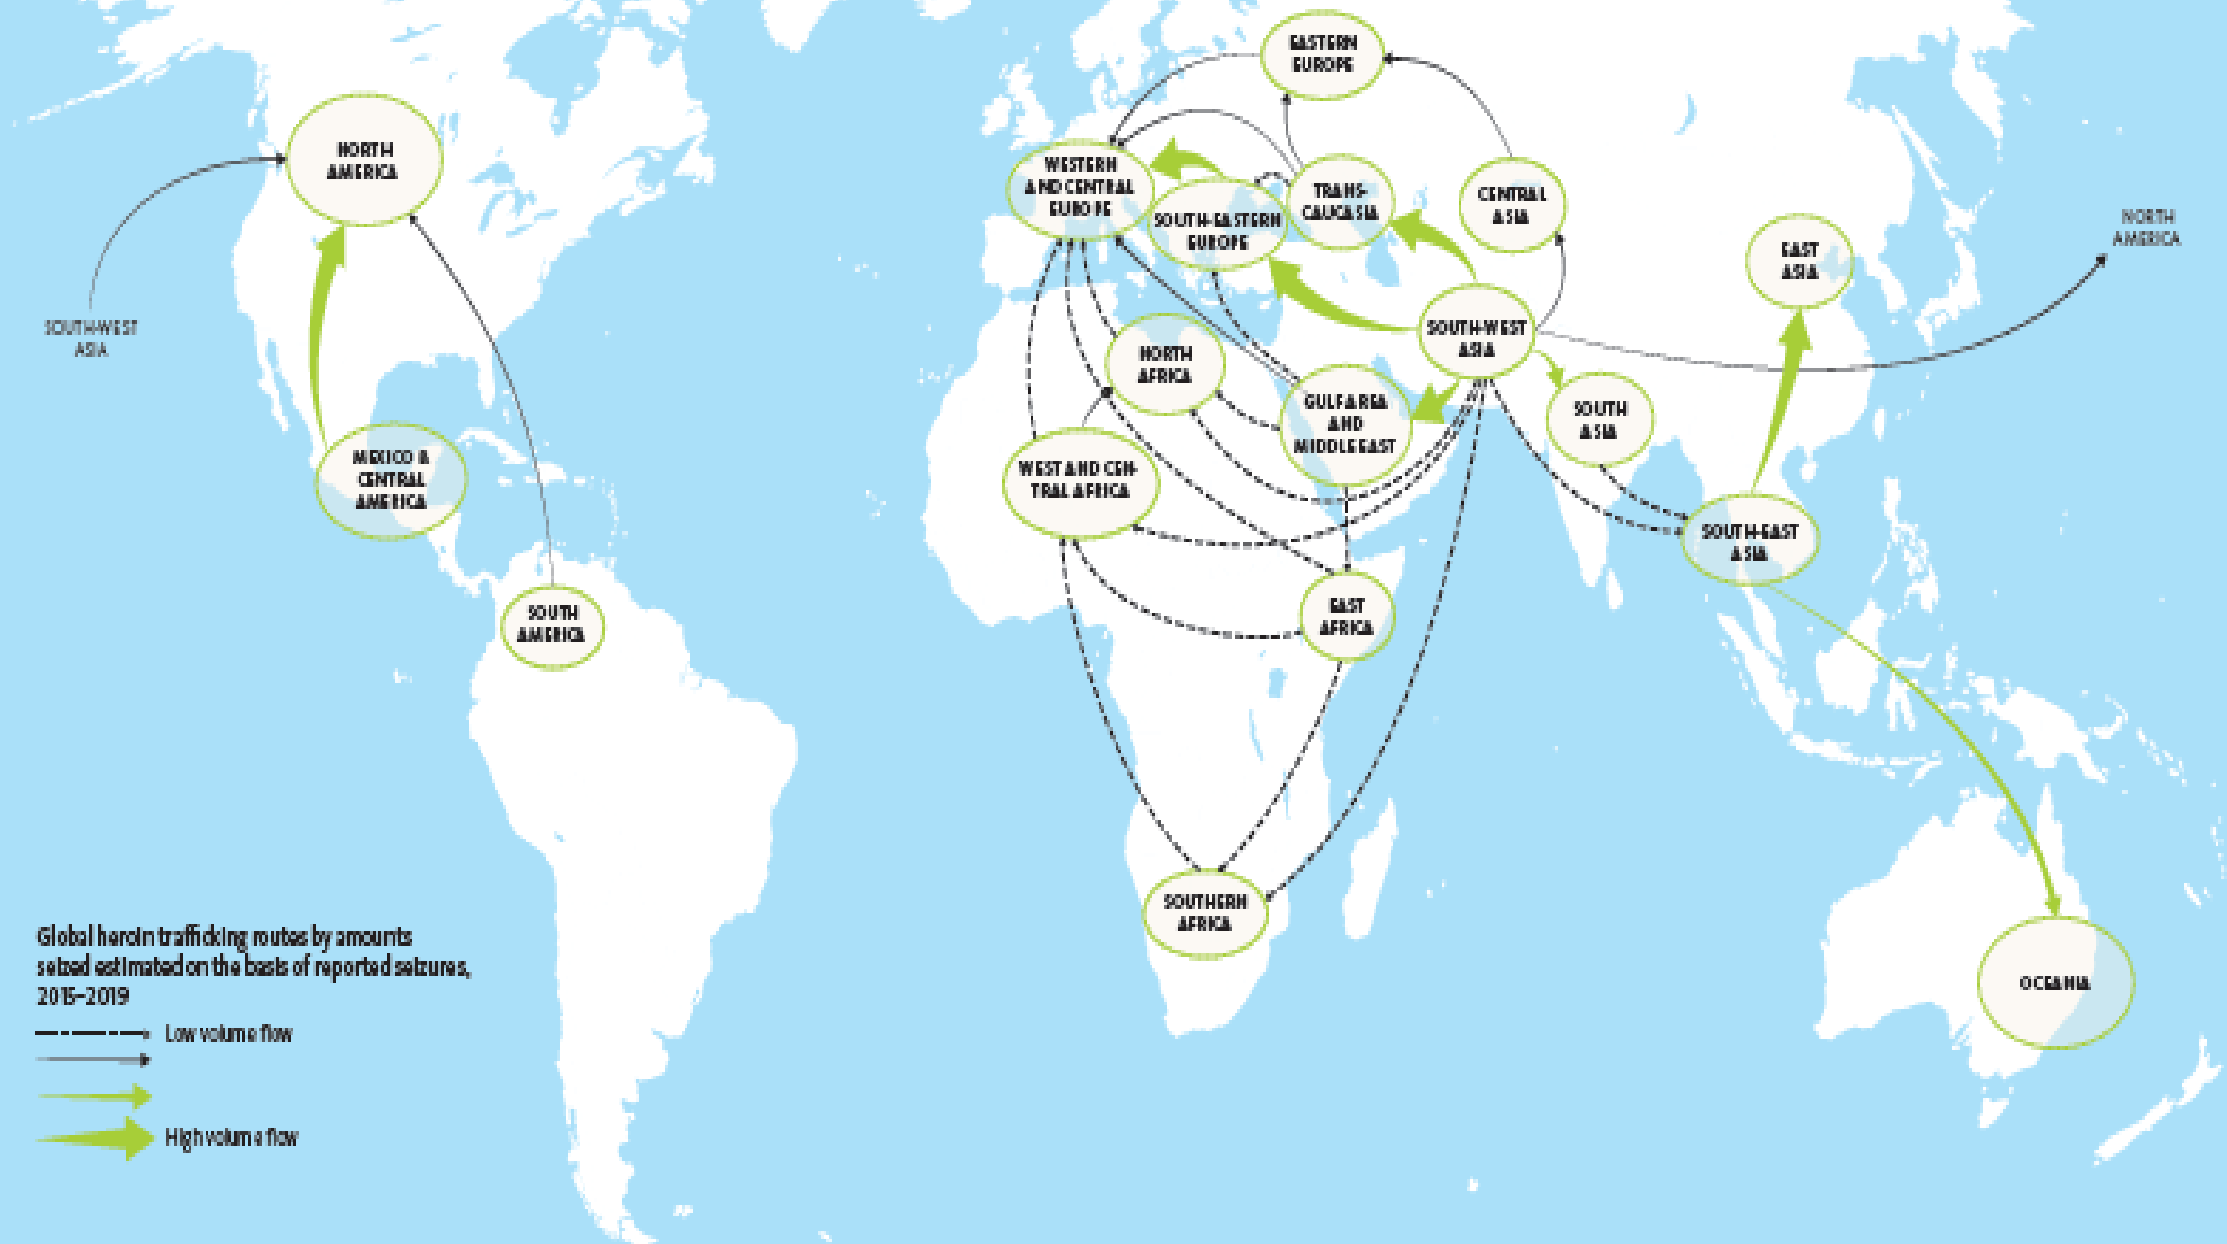 EASTERN
EUROPE
NORTH
AMERICA
WESTERN
AND CENTRAL
EUROPE
SOUTH-EASTERN
EUROPE
TRANS-
CAUCASIA
CENTRAL
ASIA
EAST
ASIA
NORTH
AMERICA
SOUTH-WEST
ASIA
SOUTH-WEST
ASIA
NORTH
AFRICA
GULF AREA
AND
MIDDLE EAST
SOUTH
ASIA
MEXICO &
CENTRAL
AMERICA
WEST AND CEN-
TRAL AFRICA
SOUTH-EAST
ASIA
SOUTH
AMERICA
EAST
AFRICA
SOUTHERN
AFRICA
OCEANIA
Global heroin trafficking routes by amounts
seized estimated on the basis of reported seizures,
2015–2019
Low volume flow
High volume flow